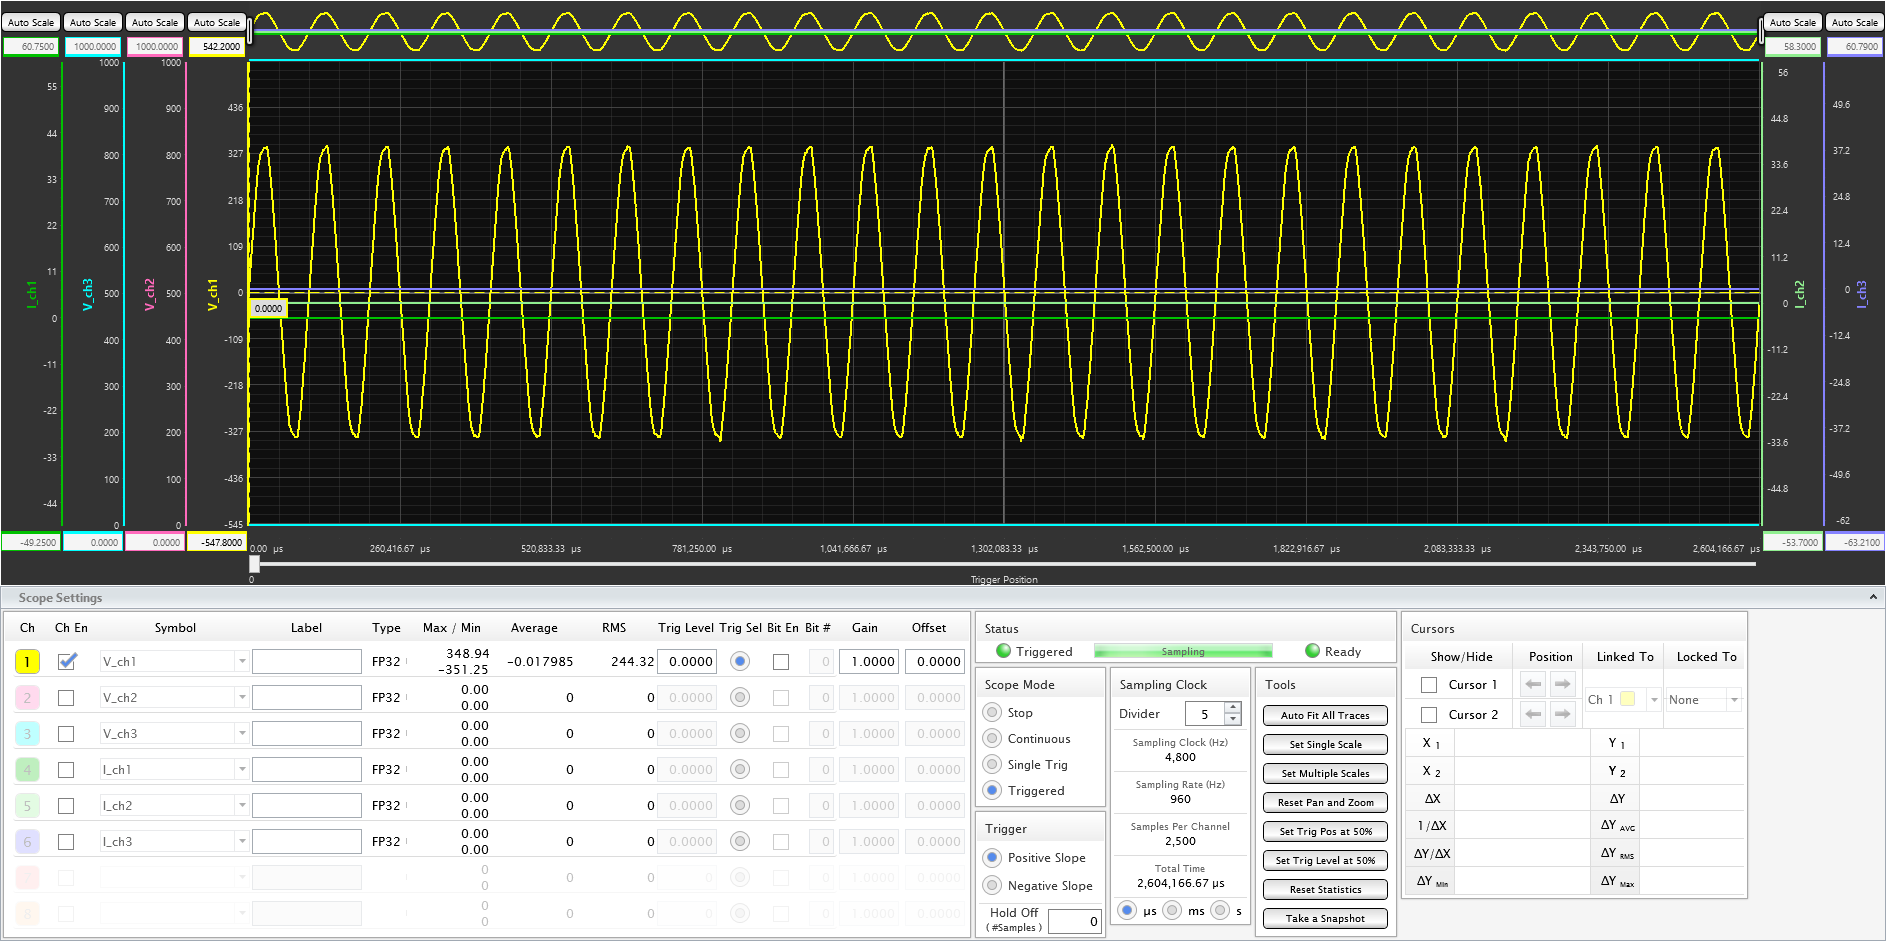 Auto Scale Auto Scale Auto Scale Auto Scale Auto Scale Auto Scale
60.7500 1000.0000 1000.0000 542.2000 58.3000 60.7900
55 44 33 22 11 0 -11 -22 -33 -44
I_ch1
1000 900 800 700 600 500 400 300 200 100 0
V_ch3
1000 900 800 700 600 500 400 300 200 100 0
V_ch2
436 327 218 109 0 -109 -218 -327 -436 -545
V_ch1
0.0000
56 44.8 33.6 22.4 11.2 0 -11.2 -22.4 -33.6 -44.8
I_ch2
49.6 37.2 24.8 12.4 0 -12.4 -24.8 -37.2 -49.6 -62
I_ch3
-49.2500 0.0000 0.0000 -547.8000 -53.7000 -63.2100
0.00 µs 260,416.67 µs 520,833.33 µs 781,250.00 µs 1,041,666.67 µs 1,302,083.33 µs 1,562,500.00 µs 1,822,916.67 µs 2,083,333.33 µs 2,343,750.00 µs 2,604,166.67 µs
0
Trigger Position
Scope Settings
Ch Ch En Symbol Label Type Max / Min Average RMS Trig Level Trig Sel Bit En Bit # Gain Offset
1 V_ch1 FP32 348.94 -351.25 -0.017985 244.32 0.0000 0 1.0000 0.0000
2 V_ch2 FP32 0.00 0.00 0 0 0.0000 0 1.0000 0.0000
3 V_ch3 FP32 0.00 0.00 0 0 0.0000 0 1.0000 0.0000
4 I_ch1 FP32 0.00 0.00 0 0 0.0000 0 1.0000 0.0000
5 I_ch2 FP32 0.00 0.00 0 0 0.0000 0 1.0000 0.0000
6 I_ch3 FP32 0.00 0.00 0 0 0.0000 0 1.0000 0.0000
0 0 0 0 0.0000 0 1.0000 0.0000
8 0 0 0 0 0.0000 0 1.0000 0.0000
Status
Triggered Sampling Ready
Scope Mode
Stop
Continuous
Single Trig
Triggered
Trigger
Positive Slope
Negative Slope
Hold Off
( #Samples ) 0
Sampling Clock
Divider 5
Sampling Clock (Hz)
4,800
Sampling Rate (Hz)
960
Samples Per Channel
2,500
Total Time
2,604,166.67 µs
µs ms s
Tools
Auto Fit All Traces
Set Single Scale
Set Multiple Scales
Reset Pan and Zoom
Set Trig Pos at 50%
Set Trig Level at 50%
Reset Statistics
Take a Snapshot
Cursors
Show/Hide Position Linked To Locked To
Cursor 1
Ch 1 None
Cursor 2
X 1 Y 1
X 2 Y 2
ΔX ΔY
1/ΔX ΔY AVG
ΔY/ΔX ΔY RMS
ΔY Min ΔY Max